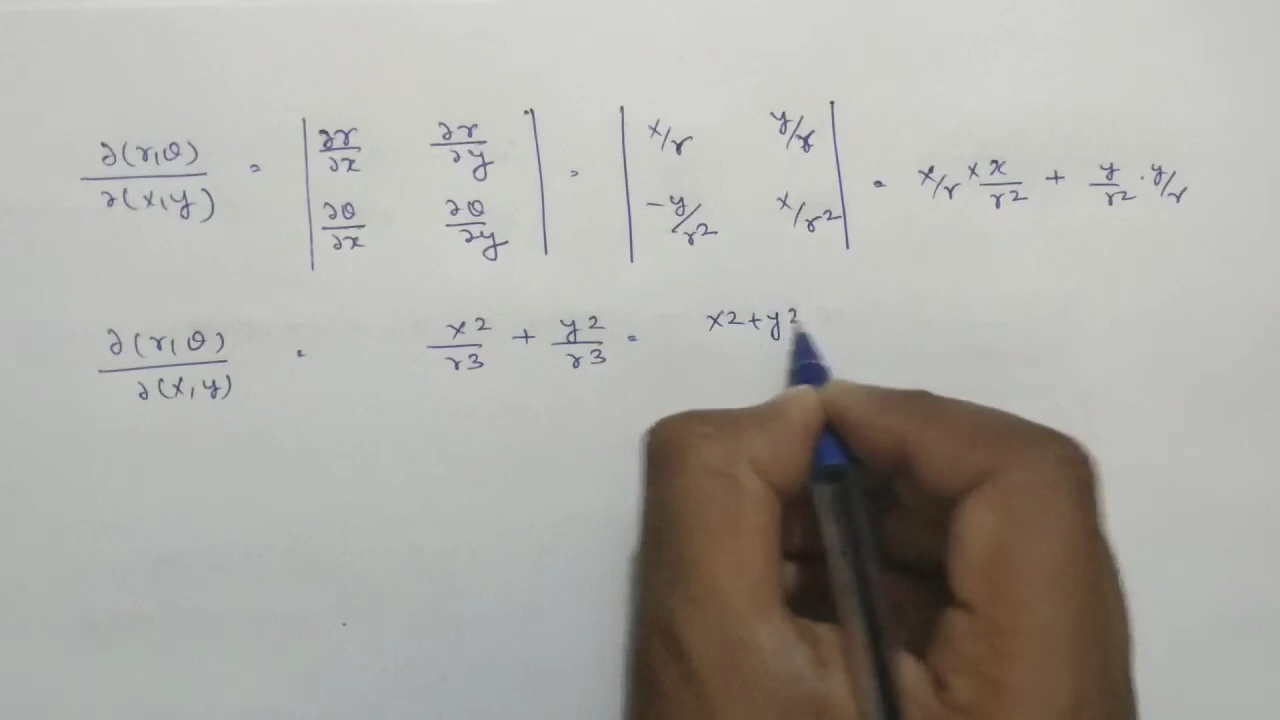 ∂(r,θ)/∂(x,y) = | ∂r/∂x ∂r/∂y ; ∂θ/∂x ∂θ/∂y | = | x/r y/r ; -y/r² x/r² | = x/r × x/r² + y/r² · y/r
∂(r,θ)/∂(x,y) = x²/r³ + y²/r³ = x²+y²